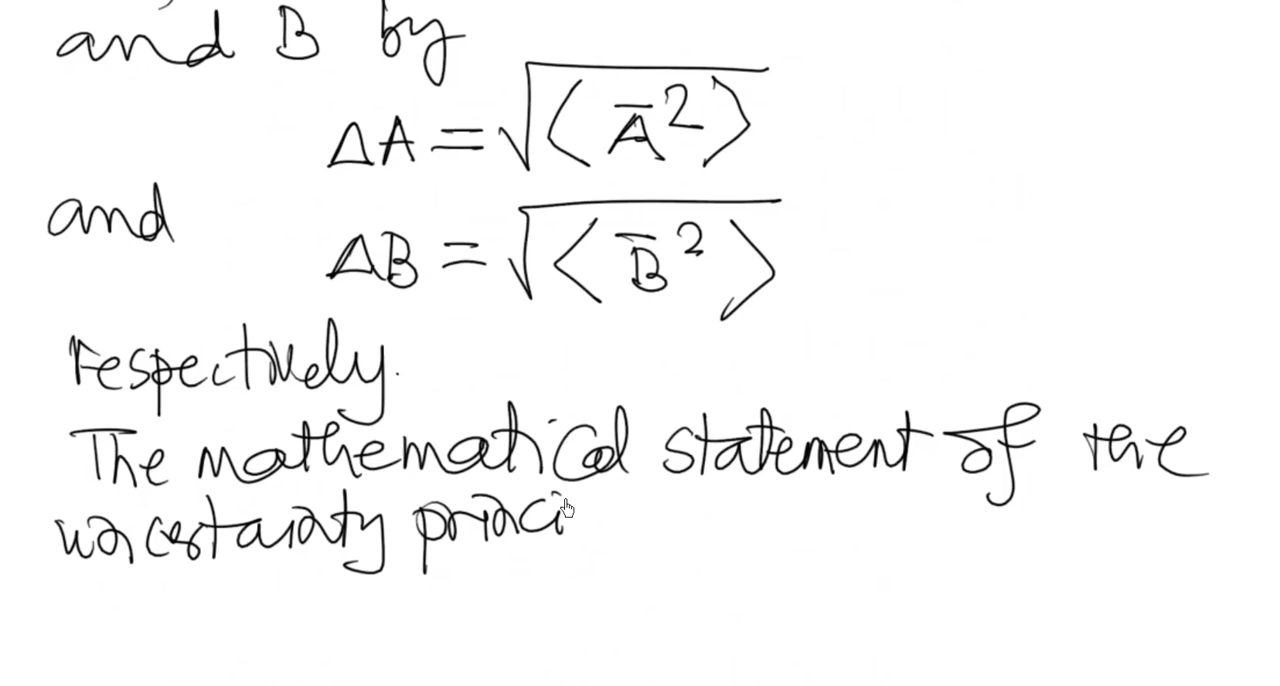 and B by
ΔA = √⟨Ā²⟩
and
ΔB = √⟨B̄²⟩
respectively.
The mathematical statement of the
uncertainty princi